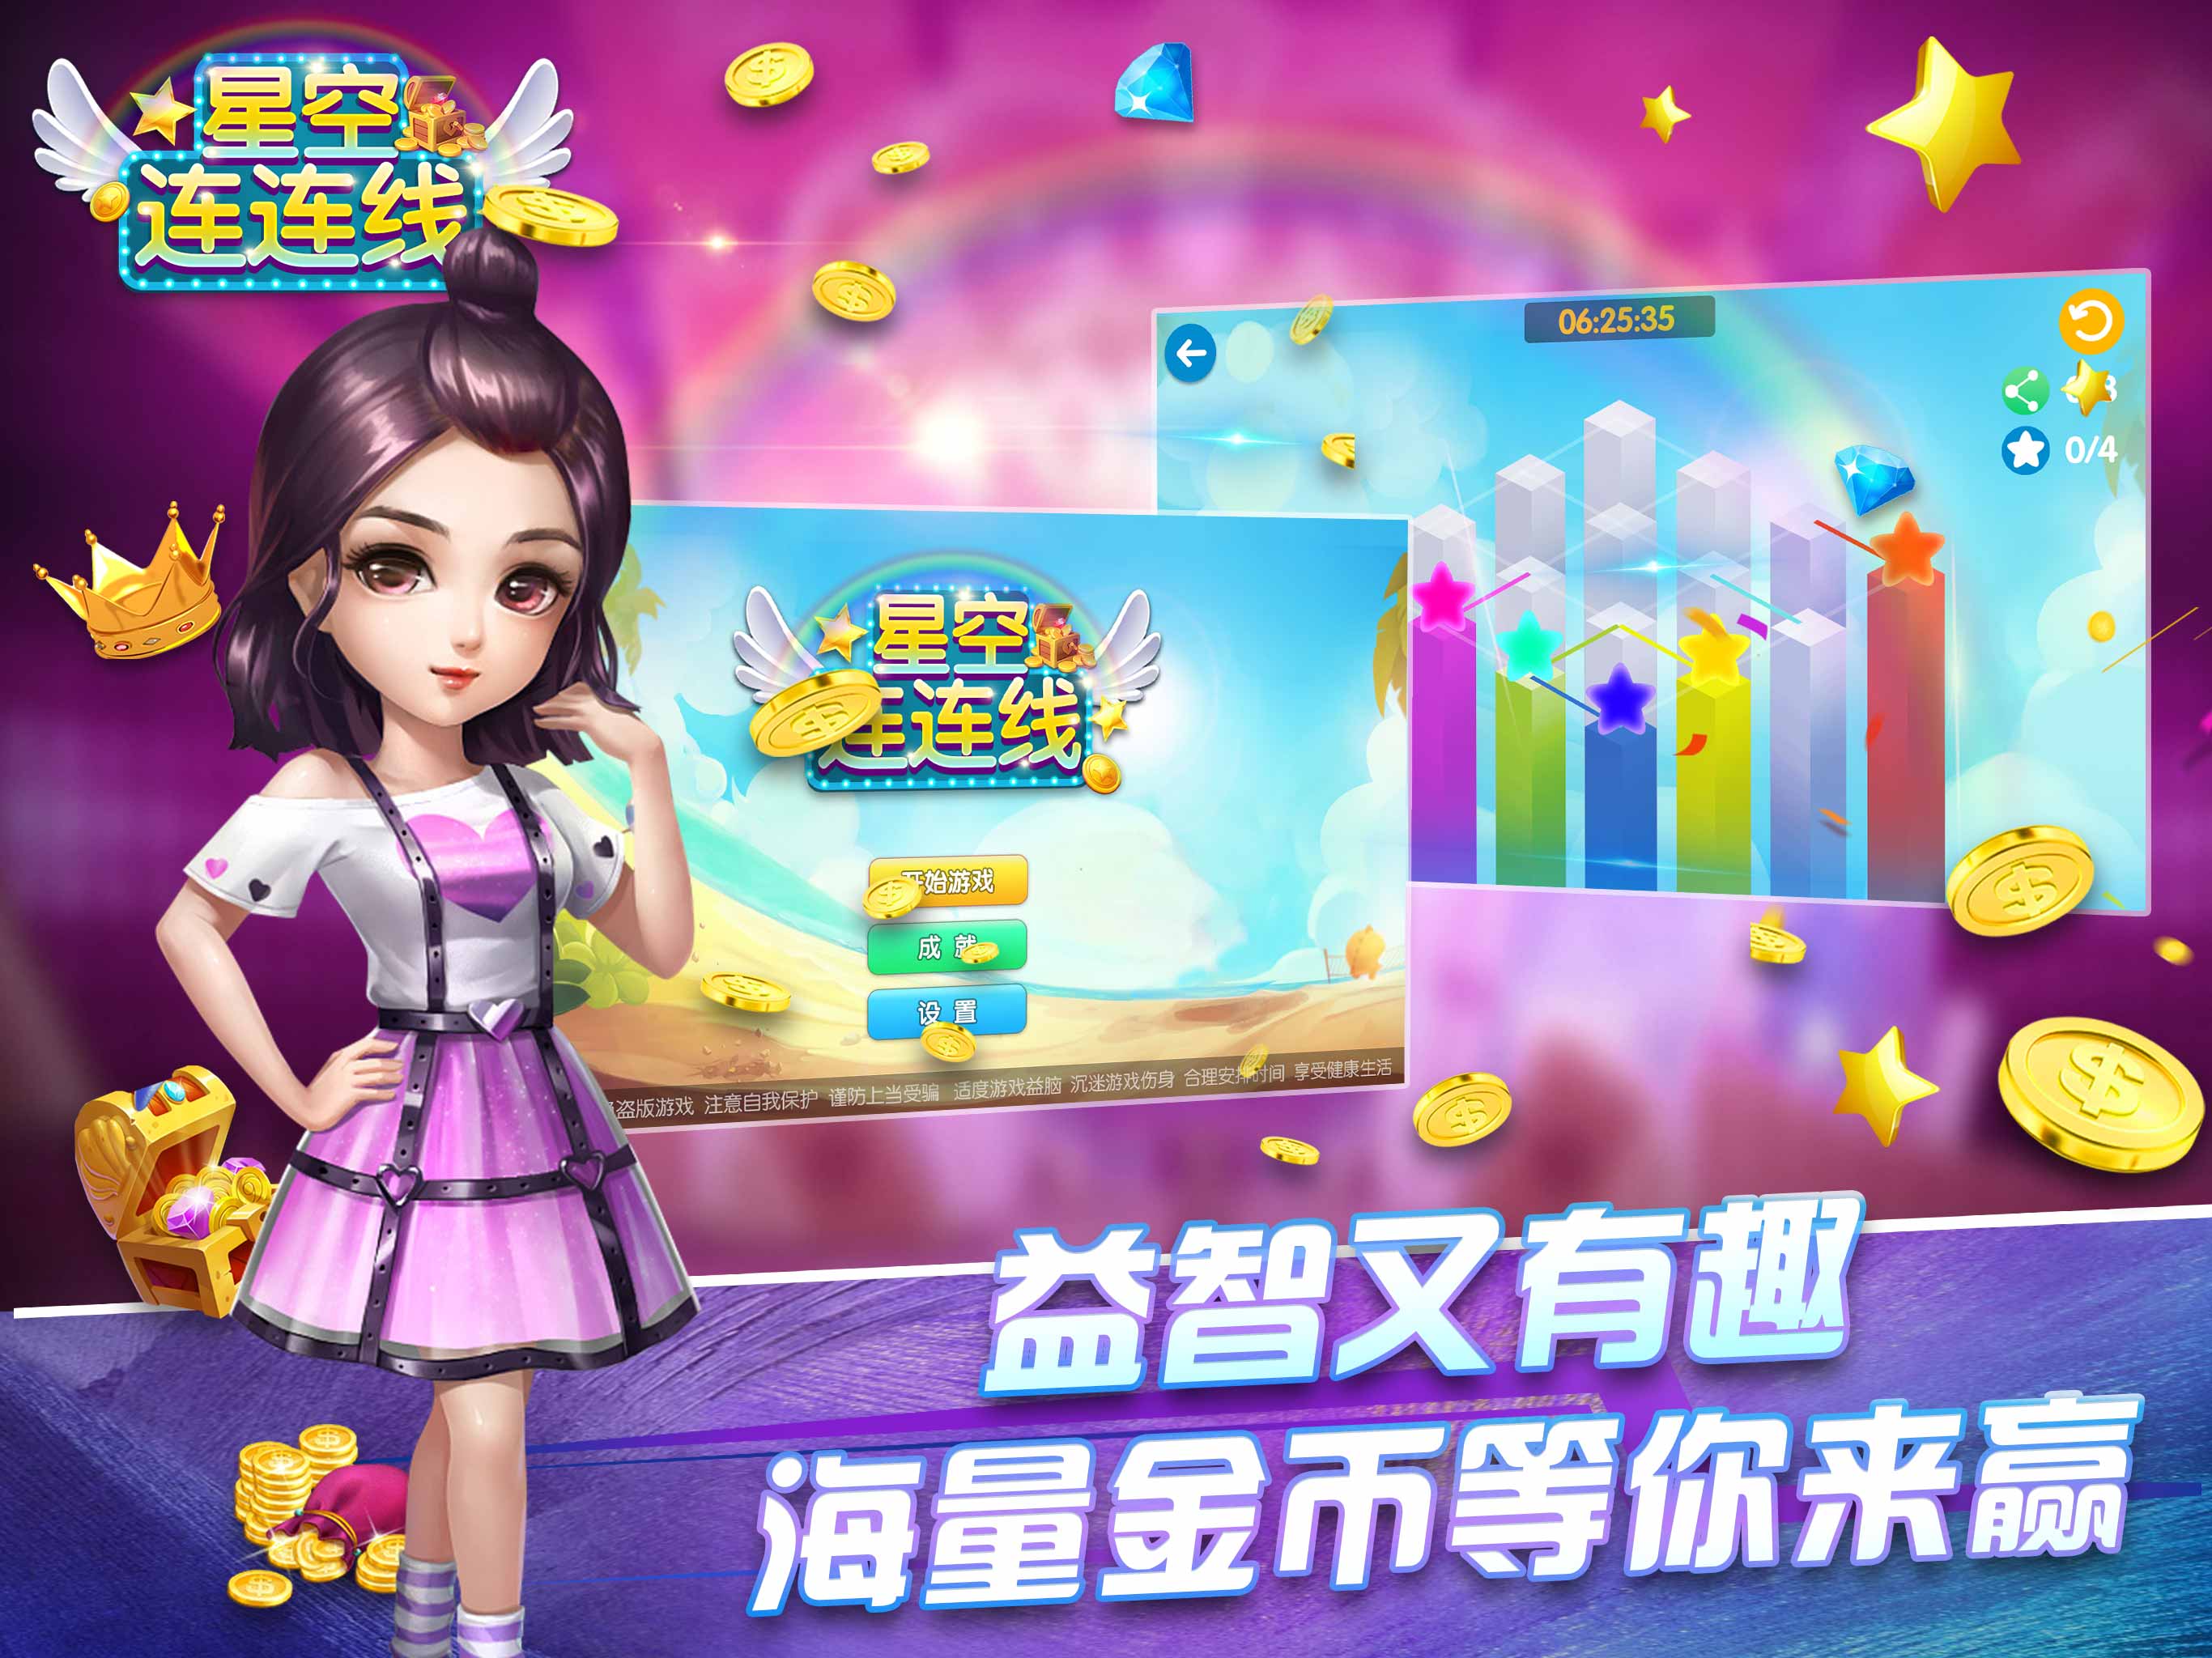 星空
连连线
06:25:35
0/4
星空
连连线
开始游戏
成就
设置
盗版游戏 注意自我保护 谨防上当受骗 适度游戏益脑 沉迷游戏伤身 合理安排时间 享受健康生活
益智又有趣
海量金币等你来赢